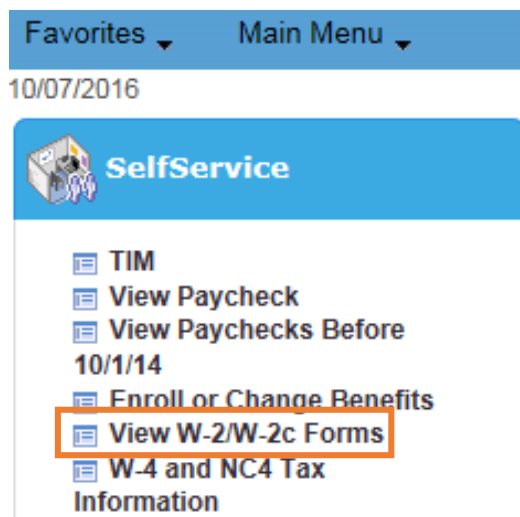 Favorites Main Menu
10/07/2016
SelfService
TIM
View Paycheck
View Paychecks Before
10/1/14
Enroll or Change Benefits
View W-2/W-2c Forms
W-4 and NC4 Tax
Information